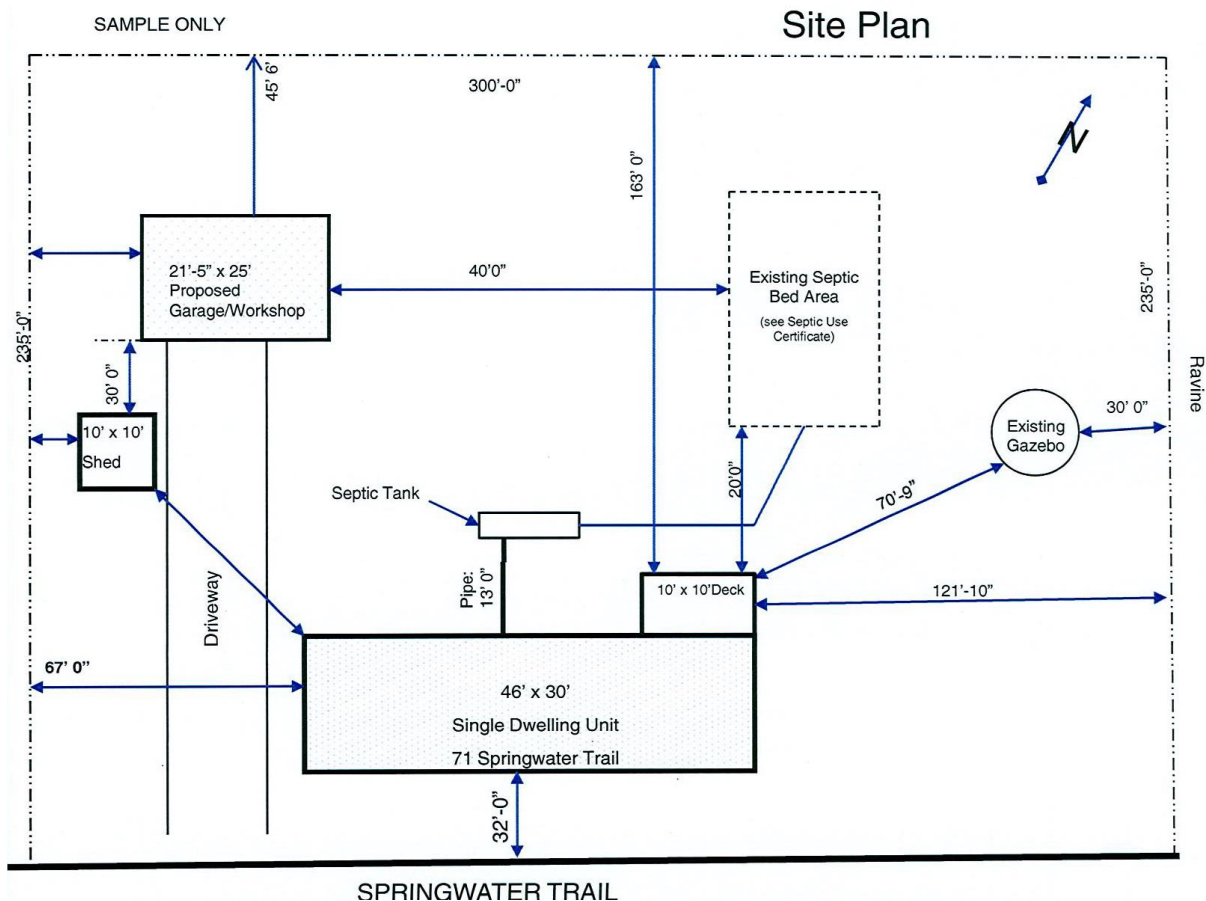 SAMPLE ONLY
Site Plan
45' 6'
300'-0"
163' 0"
N
21'-5" x 25'
Proposed
Garage/Workshop
40'0"
Existing Septic
Bed Area
(see Septic Use
Certificate)
235'-0"
235'-0"
Ravine
30' 0"
10' x 10'
Shed
Existing
Gazebo
30' 0"
Septic Tank
20'0"
70'-9"
Pipe:
13' 0"
10' x 10'Deck
121'-10"
Driveway
67' 0"
46' x 30'
Single Dwelling Unit
71 Springwater Trail
32'-0"
SPRINGWATER TRAIL